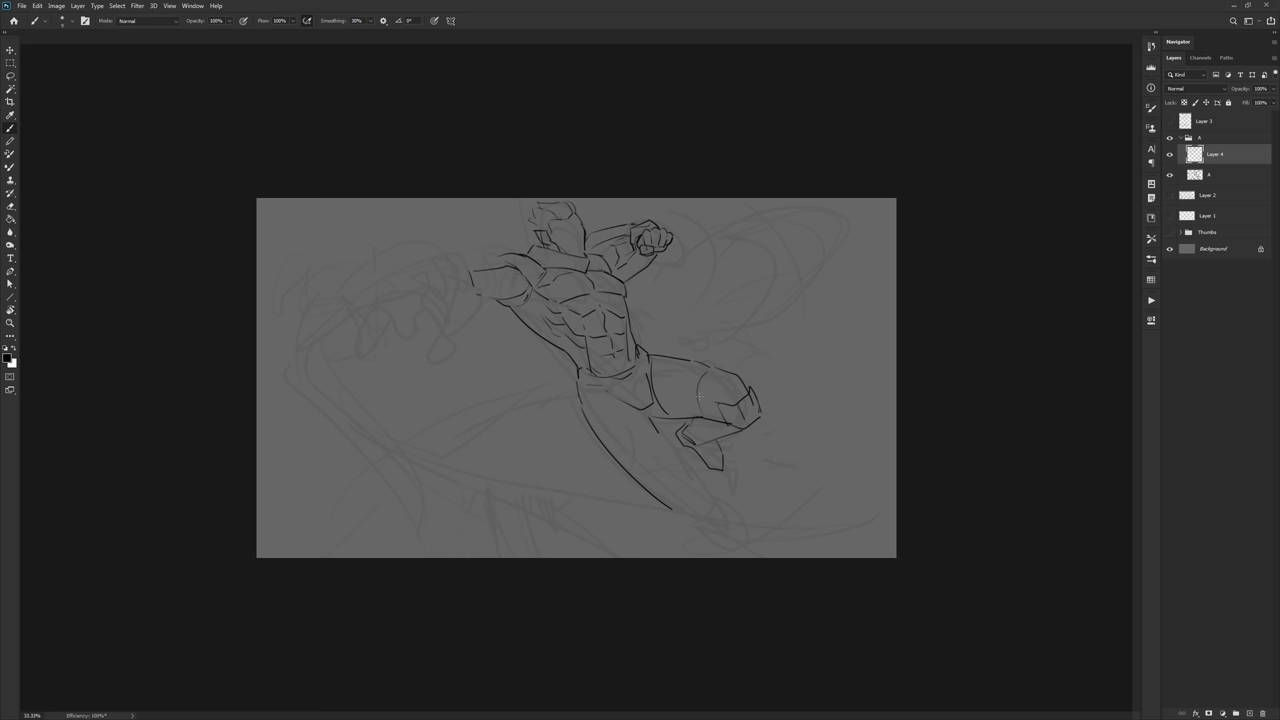 Ps File Edit Image Layer Type Select Filter 3D View Window Help
Mode: Normal Opacity: 100% Flow: 100% Smoothing: 30% 0°
Navigator
Layers Channels Paths
Kind
Normal Opacity: 100%
Lock: Fill: 100%
Layer 3
A
Layer 4
A
Layer 2
Layer 1
Thumbs
Background
33.33% Efficiency: 100%*